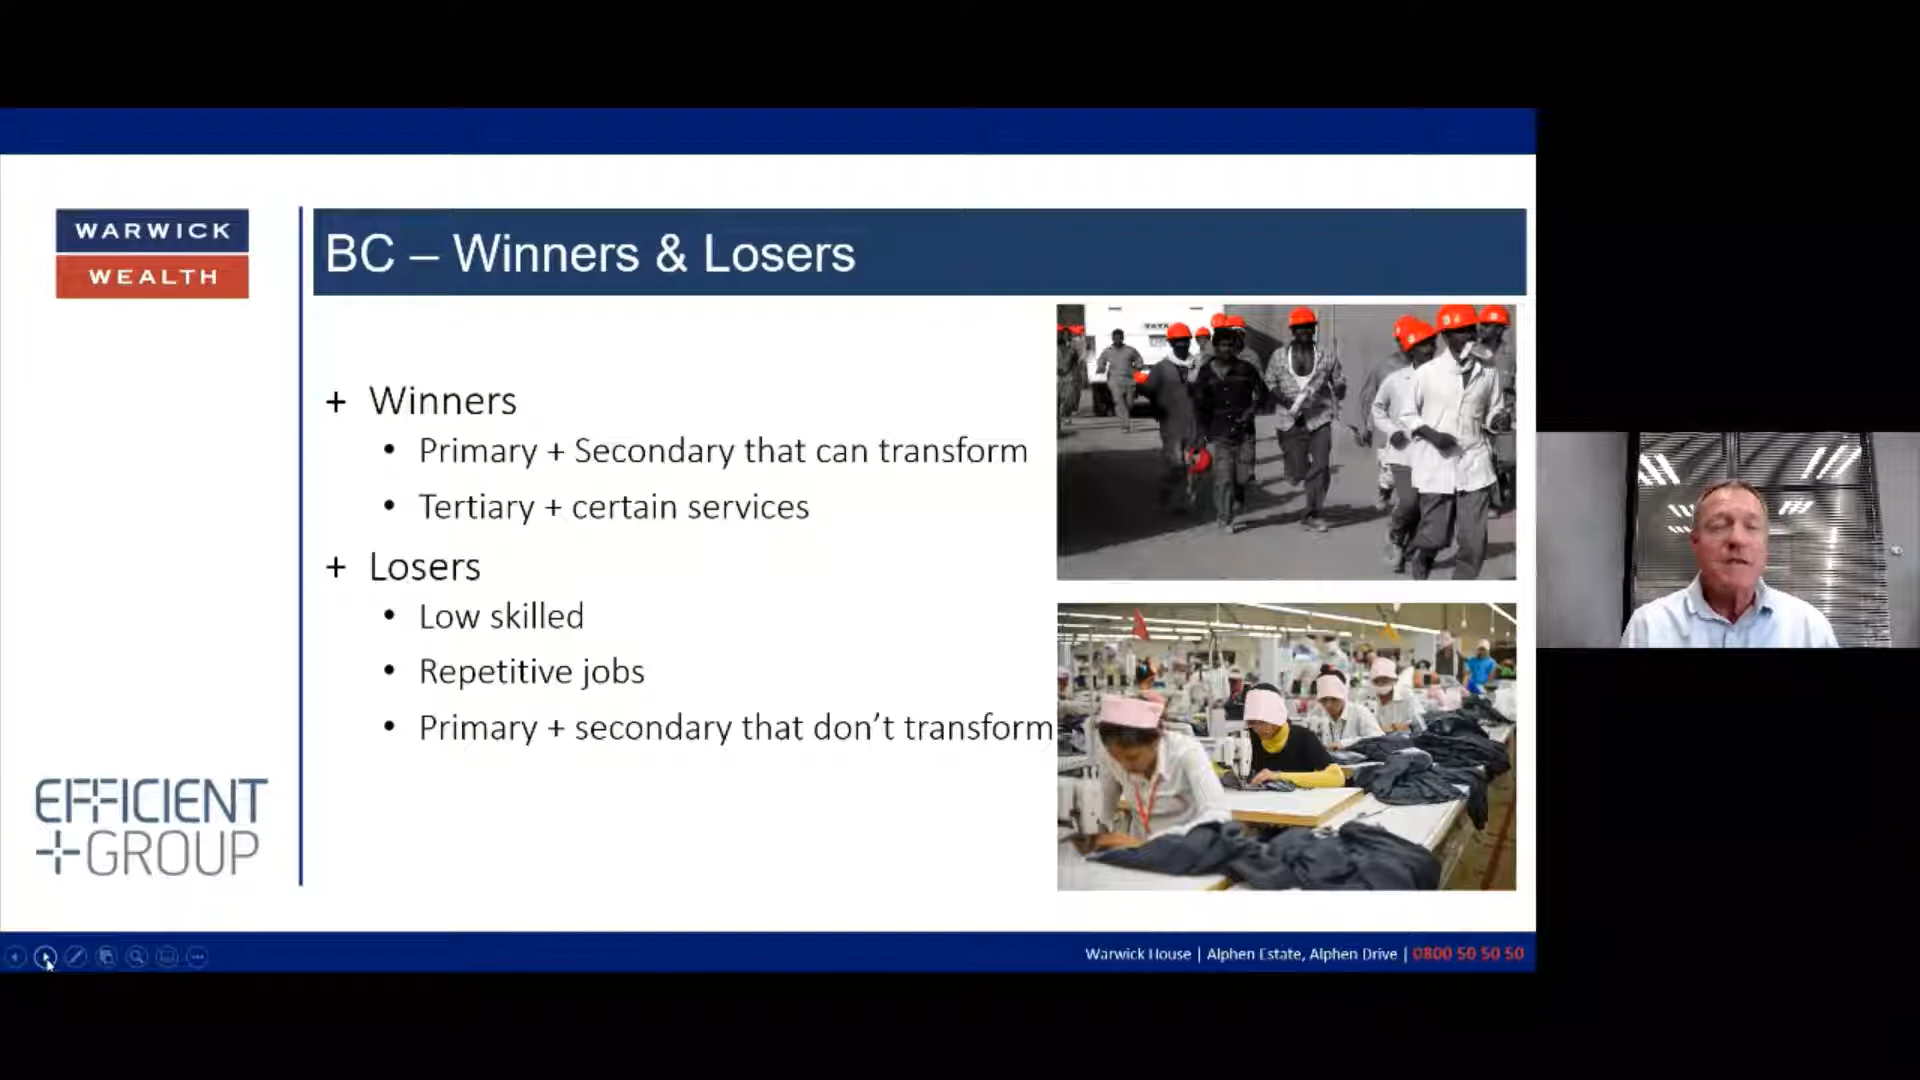 WARWICK
WEALTH
BC – Winners & Losers
+ Winners
• Primary + Secondary that can transform
• Tertiary + certain services
+ Losers
• Low skilled
• Repetitive jobs
• Primary + secondary that don't transform
TATA
EFFICIENT
GROUP
Warwick House | Alphen Estate, Alphen Drive | 0800 50 50 50